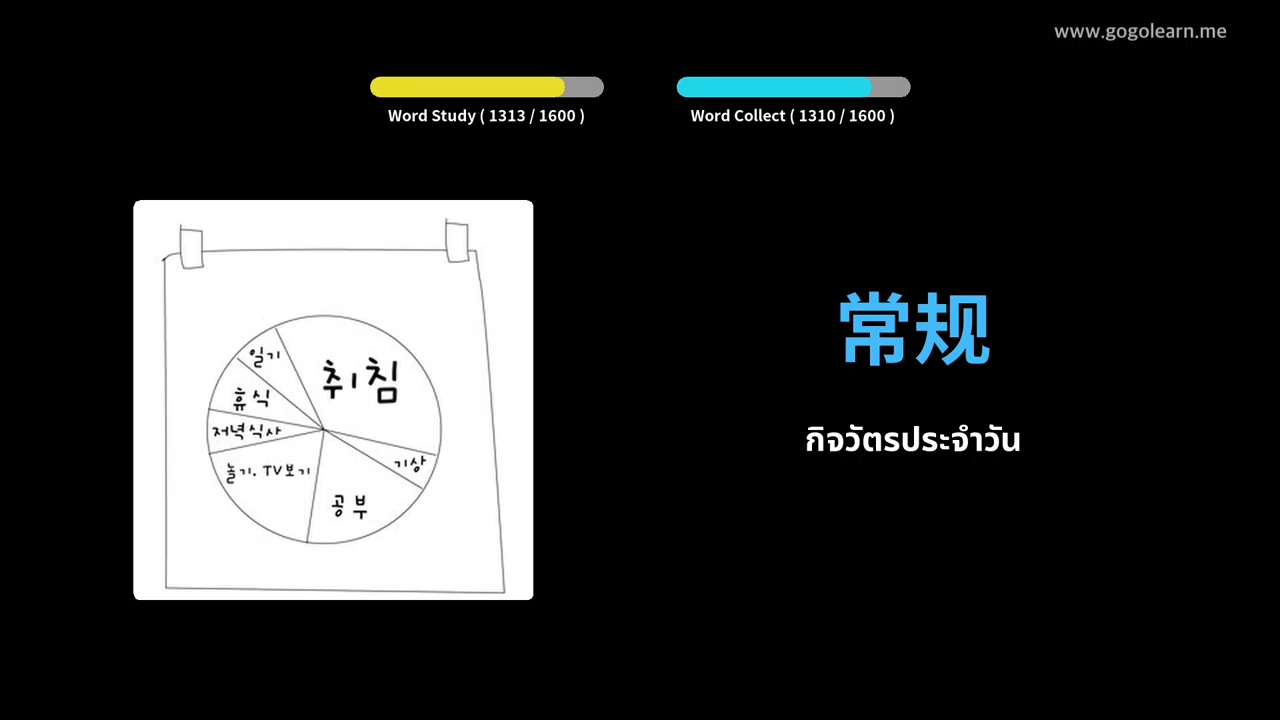 www.gogolearn.me
Word Study ( 1313 / 1600 )
Word Collect ( 1310 / 1600 )
일기
취침
휴식
저녁식사
놀기. TV보기
기상
공부
常规
กิจวัตรประจำวัน